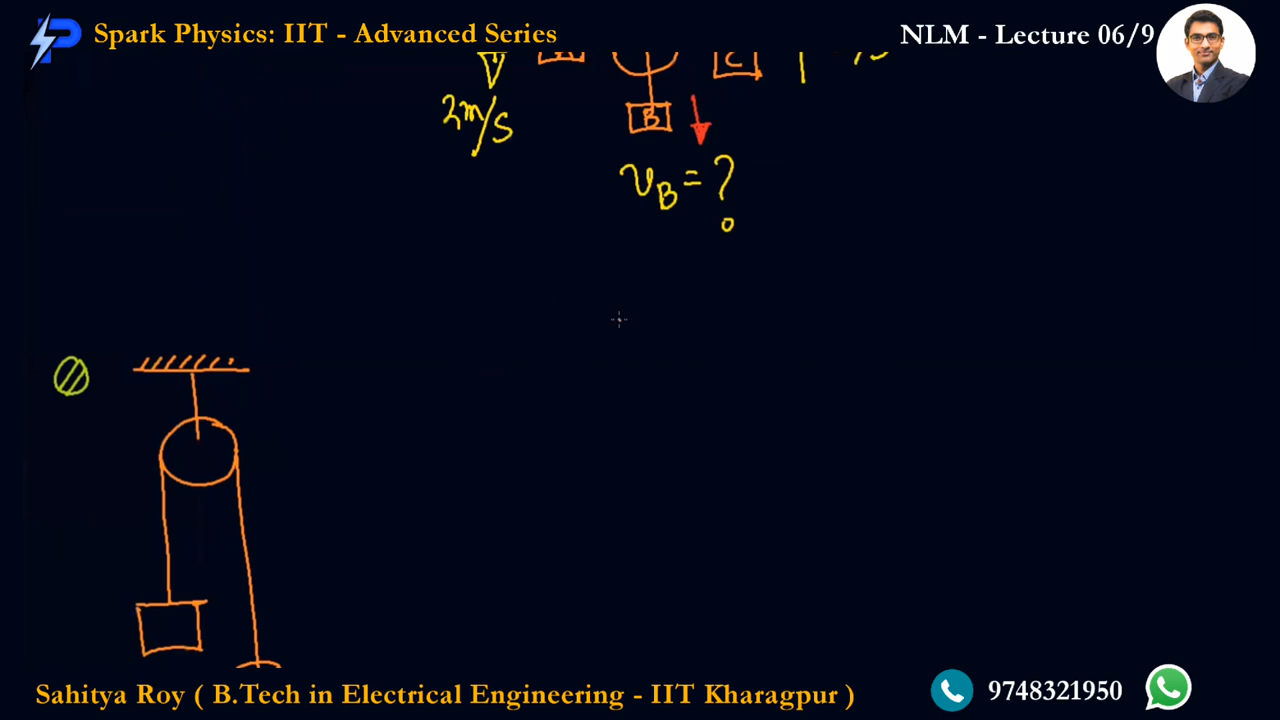 Spark Physics: IIT - Advanced Series
NLM - Lecture 06/9
2m/s
B
v_B = ?
Sahitya Roy ( B.Tech in Electrical Engineering - IIT Kharagpur )
9748321950